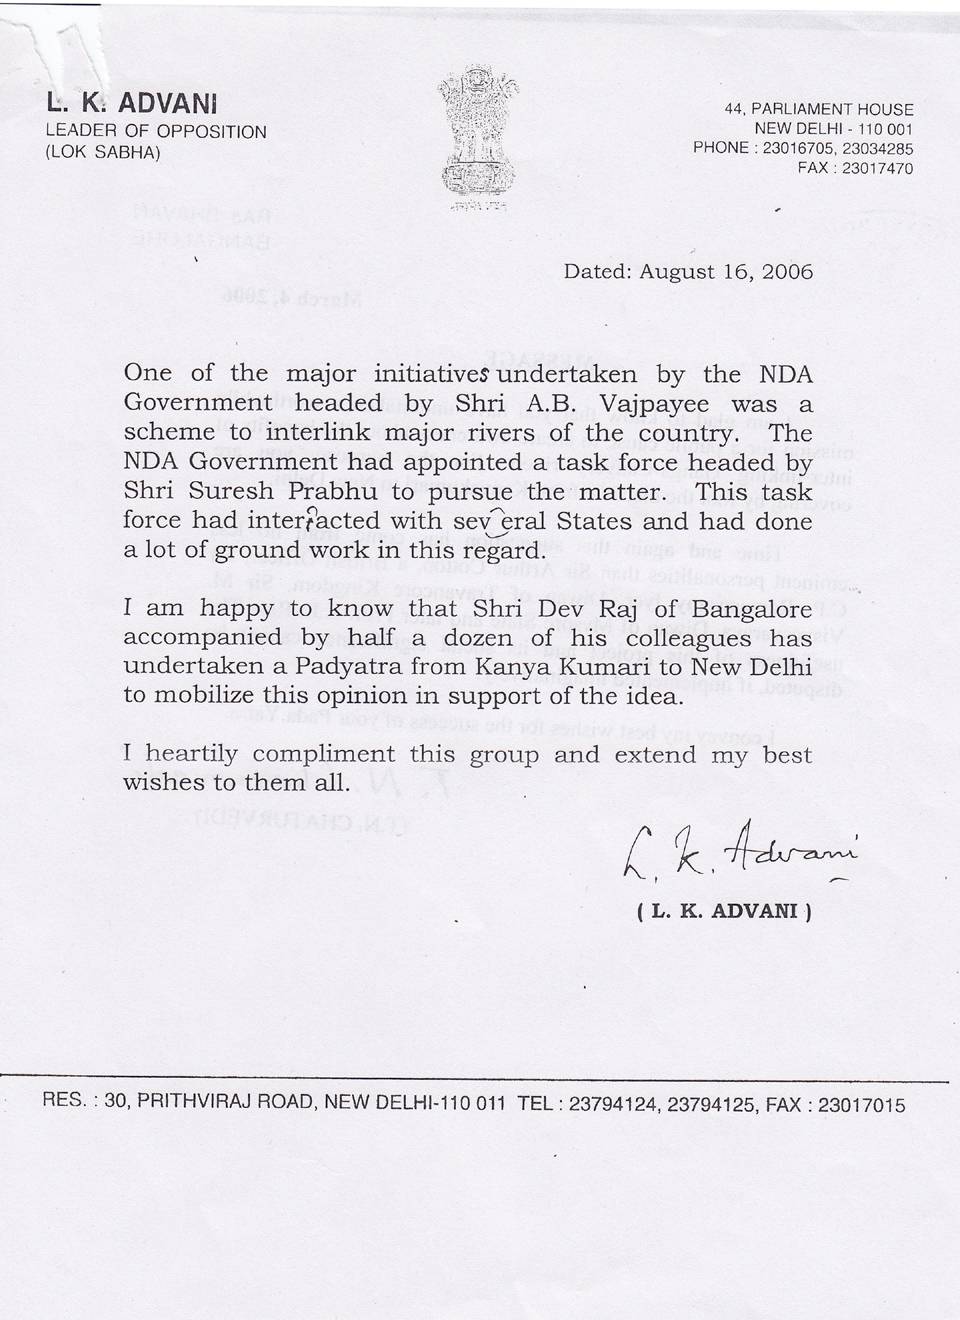 L. K. ADVANI
LEADER OF OPPOSITION
(LOK SABHA)
44, PARLIAMENT HOUSE
NEW DELHI - 110 001
PHONE : 23016705, 23034285
FAX : 23017470
Dated: August 16, 2006
One of the major initiatives undertaken by the NDA
Government headed by Shri A.B. Vajpayee was a
scheme to interlink major rivers of the country. The
NDA Government had appointed a task force headed by
Shri Suresh Prabhu to pursue the matter. This task
force had interacted with several States and had done
a lot of ground work in this regard.
I am happy to know that Shri Dev Raj of Bangalore
accompanied by half a dozen of his colleagues has
undertaken a Padyatra from Kanya Kumari to New Delhi
to mobilize this opinion in support of the idea.
I heartily compliment this group and extend my best
wishes to them all.
L. K. Advani
( L. K. ADVANI )
RES. : 30, PRITHVIRAJ ROAD, NEW DELHI-110 011 TEL : 23794124, 23794125, FAX : 23017015